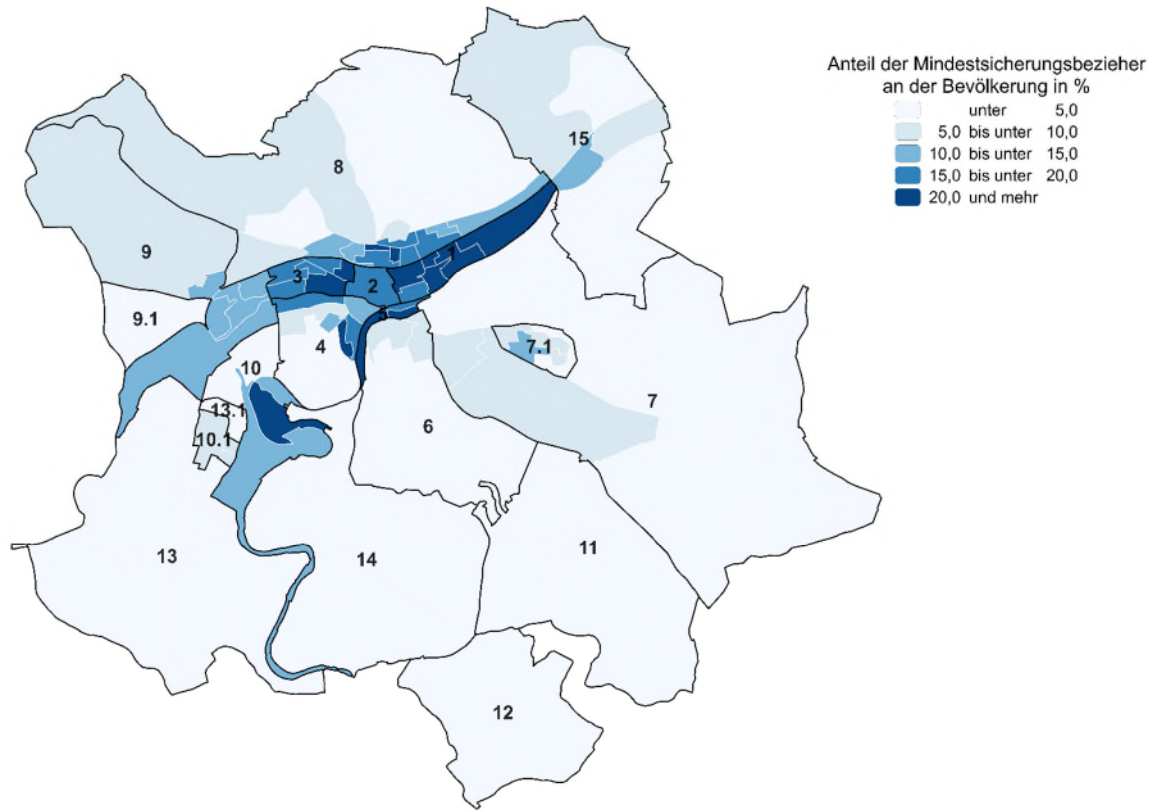 Anteil der Mindestsicherungsbezieher
an der Bevölkerung in %
unter 5,0
5,0 bis unter 10,0
10,0 bis unter 15,0
15,0 bis unter 20,0
20,0 und mehr
15
8
9
1
3
2
5
9.1
4
7.1
10
7
13.1
6
10.1
11
13
14
12